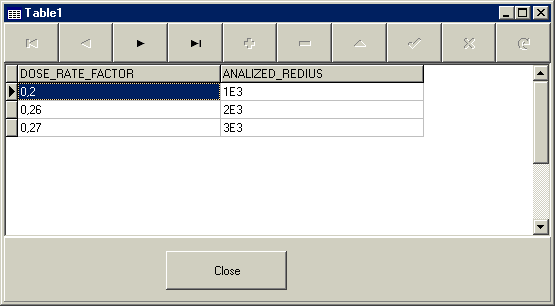 Table1
DOSE_RATE_FACTOR ANALIZED_REDIUS
0,2 1E3
0,26 2E3
0,27 3E3
Close